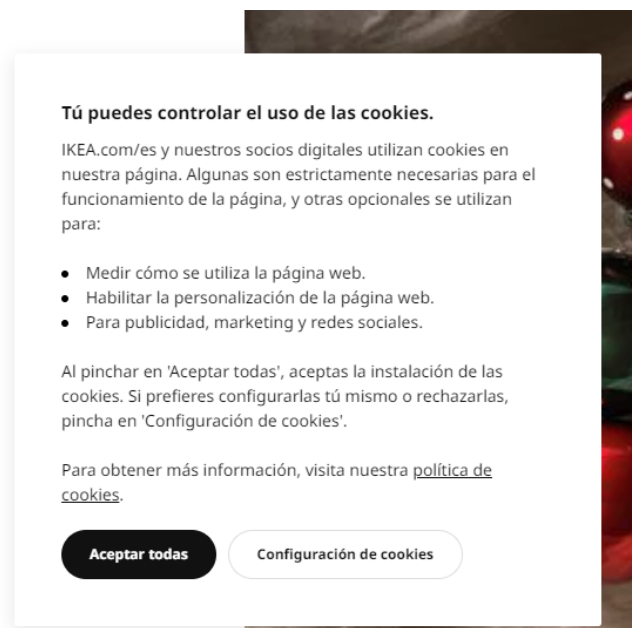 Tú puedes controlar el uso de las cookies.
IKEA.com/es y nuestros socios digitales utilizan cookies en
nuestra página. Algunas son estrictamente necesarias para el
funcionamiento de la página, y otras opcionales se utilizan
para:
Medir cómo se utiliza la página web.
Habilitar la personalización de la página web.
Para publicidad, marketing y redes sociales.
Al pinchar en 'Aceptar todas', aceptas la instalación de las
cookies. Si prefieres configurarlas tú mismo o rechazarlas,
pincha en 'Configuración de cookies'.
Para obtener más información, visita nuestra política de
cookies.
Aceptar todas Configuración de cookies